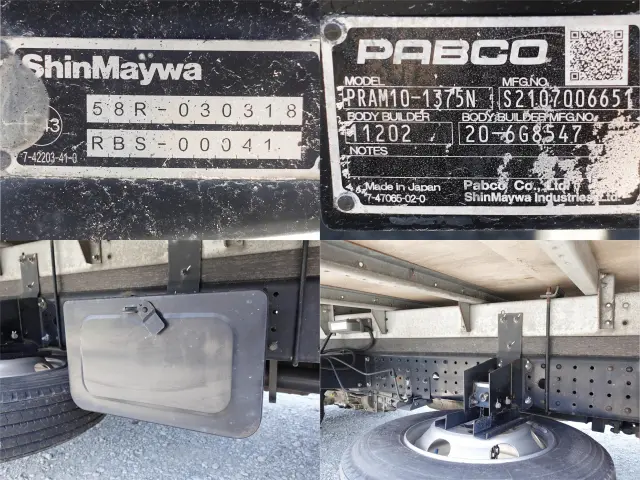 ShinMaywa
58R-030318
RBS-00041
7-42203-41-0
PABCO
MODEL MFG.NO.
PRAM10-1375N S2107006651
BODY BUILDER BODY BUILDER MFG.NO.
11202 20-6G8547
NOTES
Made in Japan Pabco Co., Ltd.
7-47065-02-0 ShinMaywa Industries, Ltd.